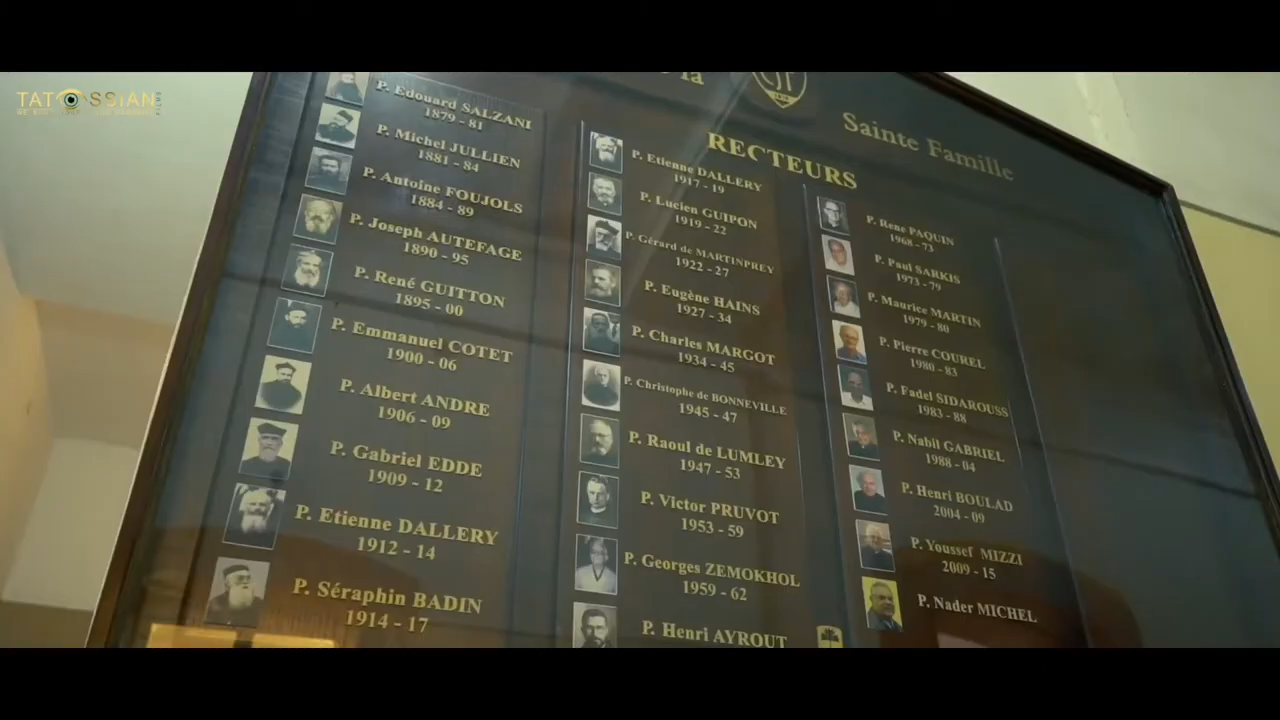 TATOSSIAN
FILMS
la
Sainte Famille
RECTEURS
P. Edouard SALZANI
1879 - 81
P. Michel JULLIEN
1881 - 84
P. Antoine FOUJOLS
1884 - 89
P. Joseph AUTEFAGE
1890 - 95
P. René GUITTON
1895 - 00
P. Emmanuel COTET
1900 - 06
P. Albert ANDRE
1906 - 09
P. Gabriel EDDE
1909 - 12
P. Etienne DALLERY
1912 - 14
P. Séraphin BADIN
1914 - 17
P. Etienne DALLERY
1917 - 19
P. Lucien GUIPON
1919 - 22
P. Gérard de MARTINPREY
1922 - 27
P. Eugène HAINS
1927 - 34
P. Charles MARGOT
1934 - 45
P. Christophe de BONNEVILLE
1945 - 47
P. Raoul de LUMLEY
1947 - 53
P. Victor PRUVOT
1953 - 59
P. Georges ZEMOKHOL
1959 - 62
P. Henri AYROUT
P. Rene PAQUIN
1968 - 73
P. Paul SARKIS
1973 - 79
P. Maurice MARTIN
1979 - 80
P. Pierre COUREL
1980 - 83
P. Fadel SIDAROUSS
1983 - 88
P. Nabil GABRIEL
1988 - 04
P. Henri BOULAD
2004 - 09
P. Youssef MIZZI
2009 - 15
P. Nader MICHEL